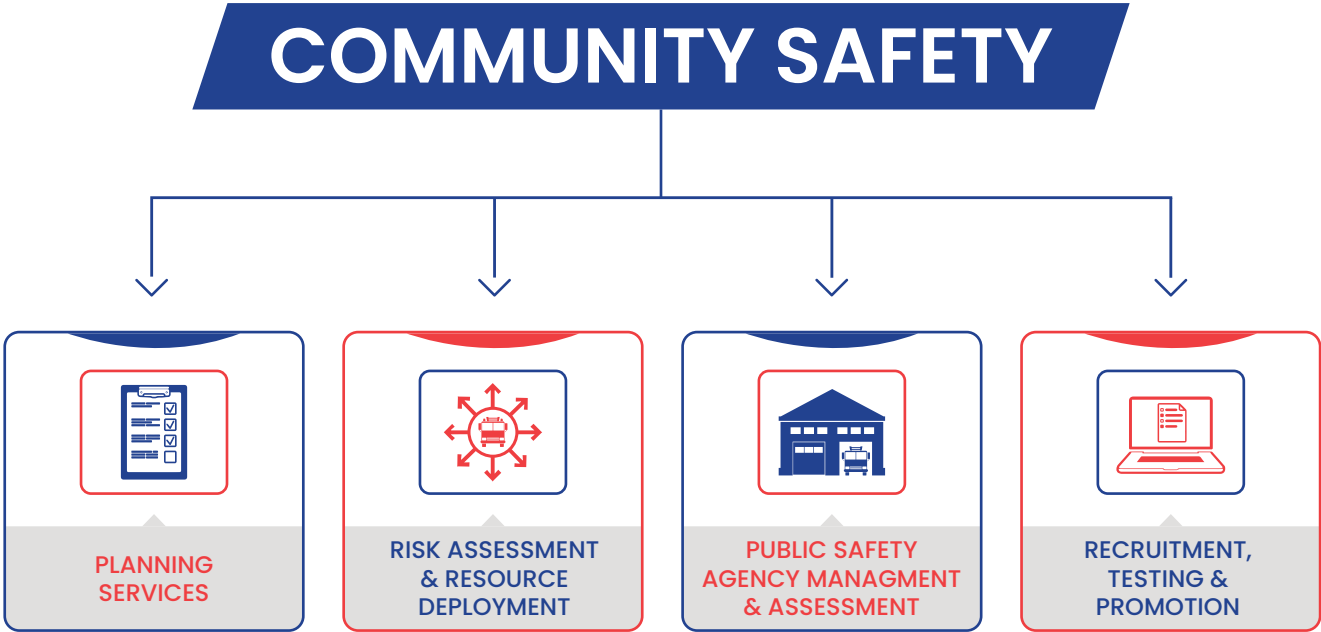 COMMUNITY SAFETY
PLANNING
SERVICES
RISK ASSESSMENT
& RESOURCE
DEPLOYMENT
PUBLIC SAFETY
AGENCY MANAGMENT
& ASSESSMENT
RECRUITMENT,
TESTING &
PROMOTION